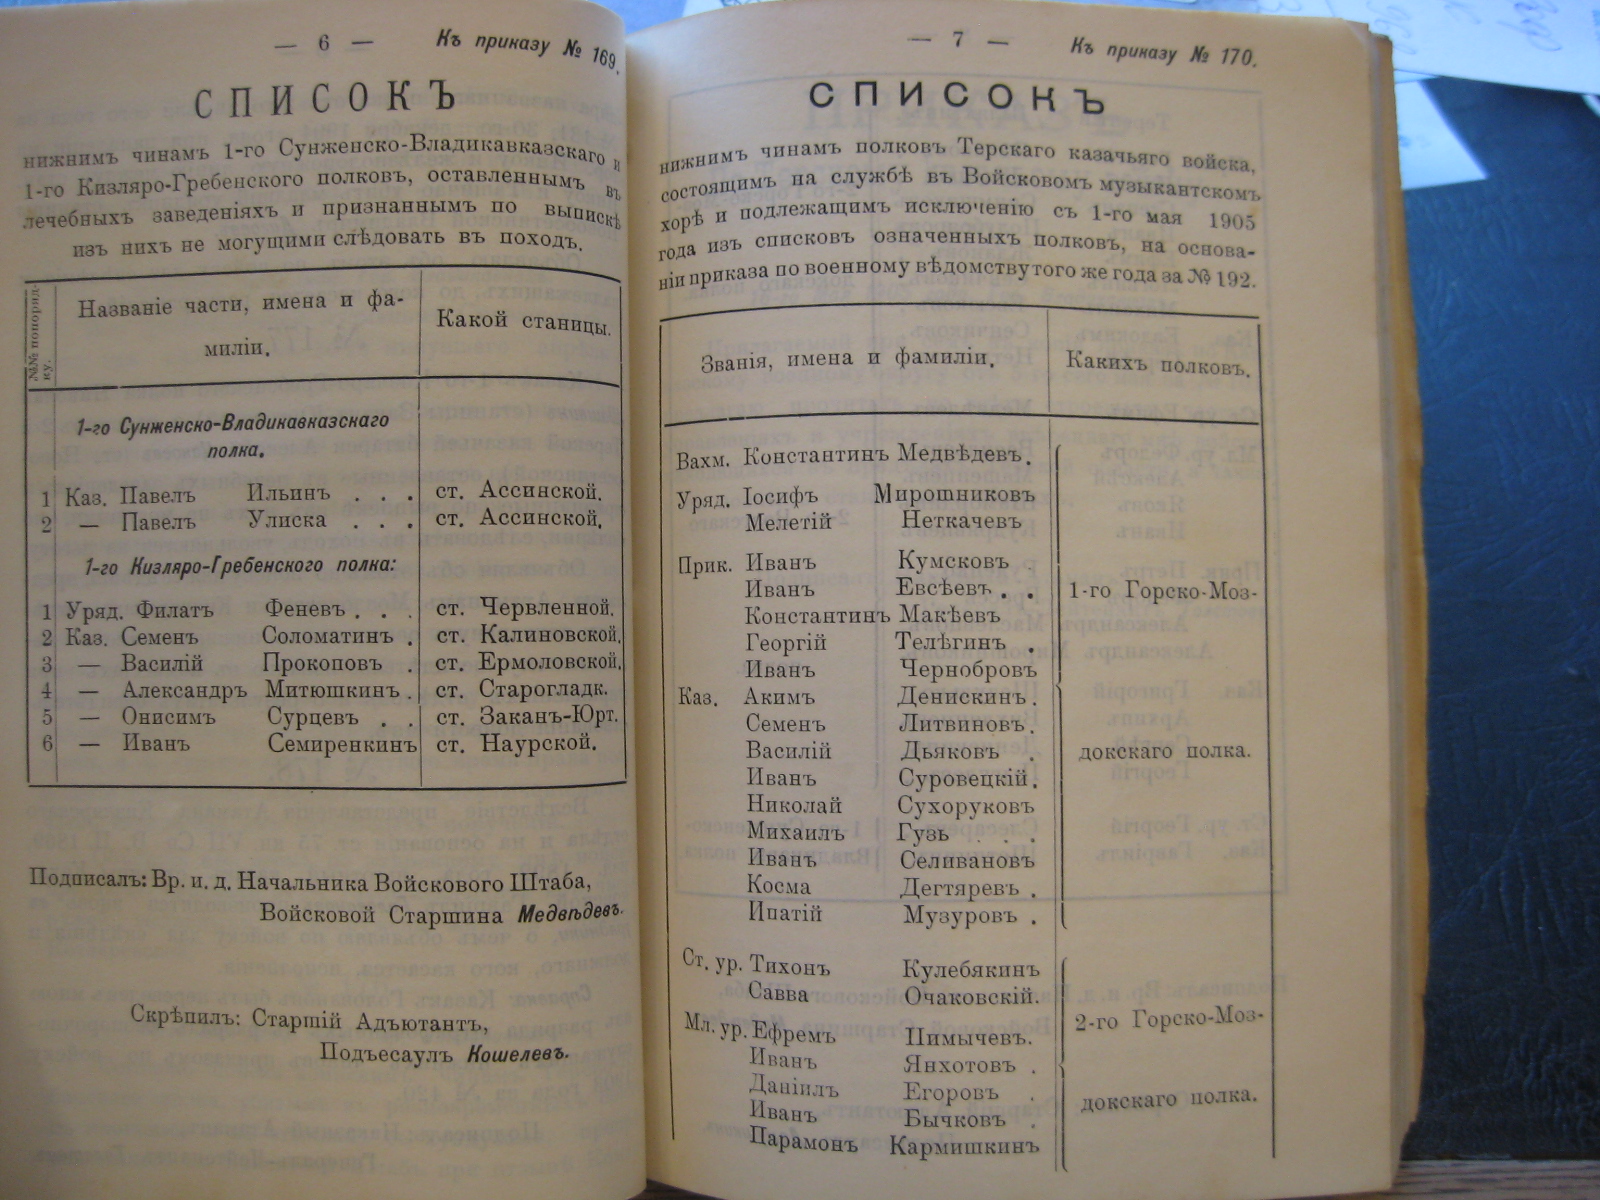 — 6 —
Къ приказу № 169.
СПИСОКЪ
нижнимъ чинамъ 1-го Сунженско-Владикавказскаго и
1-го Кизляро-Гребенского полковъ, оставленнымъ въ
лечебныхъ заведеніяхъ и признаннымъ по выпискѣ
изъ нихъ не могущими слѣдовать въ походъ.
№№ попоряд-
ку.
Названіе части, имена и фа-
миліи.
Какой станицы.
1-го Сунженско-Владикавказскаго
полка.
1 Каз. Павелъ Ильинъ . . . ст. Ассинской.
2 — Павелъ Улиска . . . ст. Ассинской.
1-го Кизляро-Гребенского полка:
1 Уряд. Филатъ Феневъ . . . ст. Червленной.
2 Каз. Семенъ Соломатинъ . ст. Калиновской.
3 — Василій Прокоповъ . ст. Ермоловской.
4 — Александръ Митюшкинъ . ст. Старогладк.
5 — Онисимъ Сурцевъ . . ст. Заканъ-Юрт.
6 — Иванъ Семиренкинъ ст. Наурской.
Подписалъ: Вр. и. д. Начальника Войскового Штаба,
Войсковой Старшина Медвѣдевъ.
Скрѣпилъ: Старшій Адъютантъ,
Подъесаулъ Кошелевъ.
— 7 —
Къ приказу № 170.
СПИСОКЪ
нижнимъ чинамъ полковъ Терскаго казачьяго войска,
состоящимъ на службѣ въ Войсковомъ музыкантскомъ
хорѣ и подлежащимъ исключенію съ 1-го мая 1905
года изъ списковъ означенныхъ полковъ, на основа-
ніи приказа по военному вѣдомству того же года за № 192.
Званія, имена и фамиліи.
Какихъ полковъ.
Вахм. Константинъ Медвѣдевъ.
Уряд. Іосифъ Мирошниковъ
Мелетій Неткачевъ
Прик. Иванъ Кумсковъ .
Иванъ Евсѣевъ . .
1-го Горско-Моз-
Константинъ Макѣевъ
Георгій Телѣгинъ .
Иванъ Чернобровъ
Каз. Акимъ Денискинъ .
Семенъ Литвиновъ.
Василій Дьяковъ .
докскаго полка.
Иванъ Суровецкій.
Николай Сухоруковъ
Михаилъ Гузь . . .
Иванъ Селивановъ
Косма Дегтяревъ .
Ипатій Музуровъ .
Ст. ур. Тихонъ Кулебякинъ
Савва Очаковскій.
2-го Горско-Моз-
Мл. ур. Ефремъ Пимычевъ.
Иванъ Янхотовъ .
Даніилъ Егоровъ .
докскаго полка.
Иванъ Бычковъ .
Парамонъ Кармишкинъ